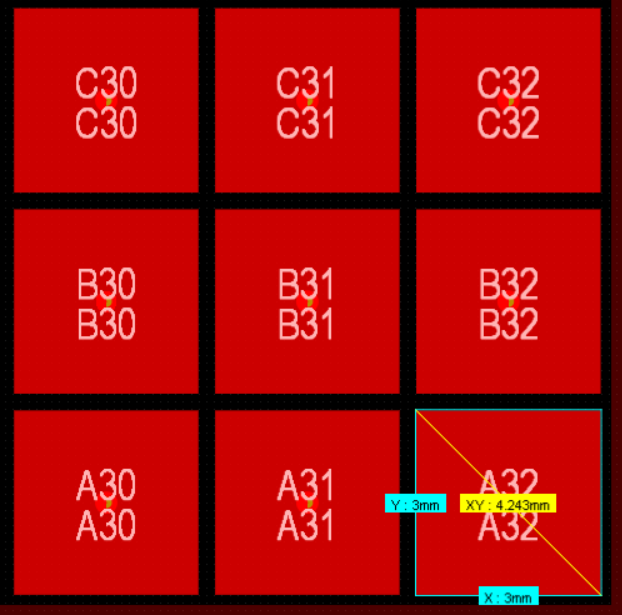 C30 C31 C32
C30 C31 C32
B30 B31 B32
B30 B31 B32
A30 A31 A32
Y : 3mm XY : 4.243mm
A30 A31 A32
X : 3mm